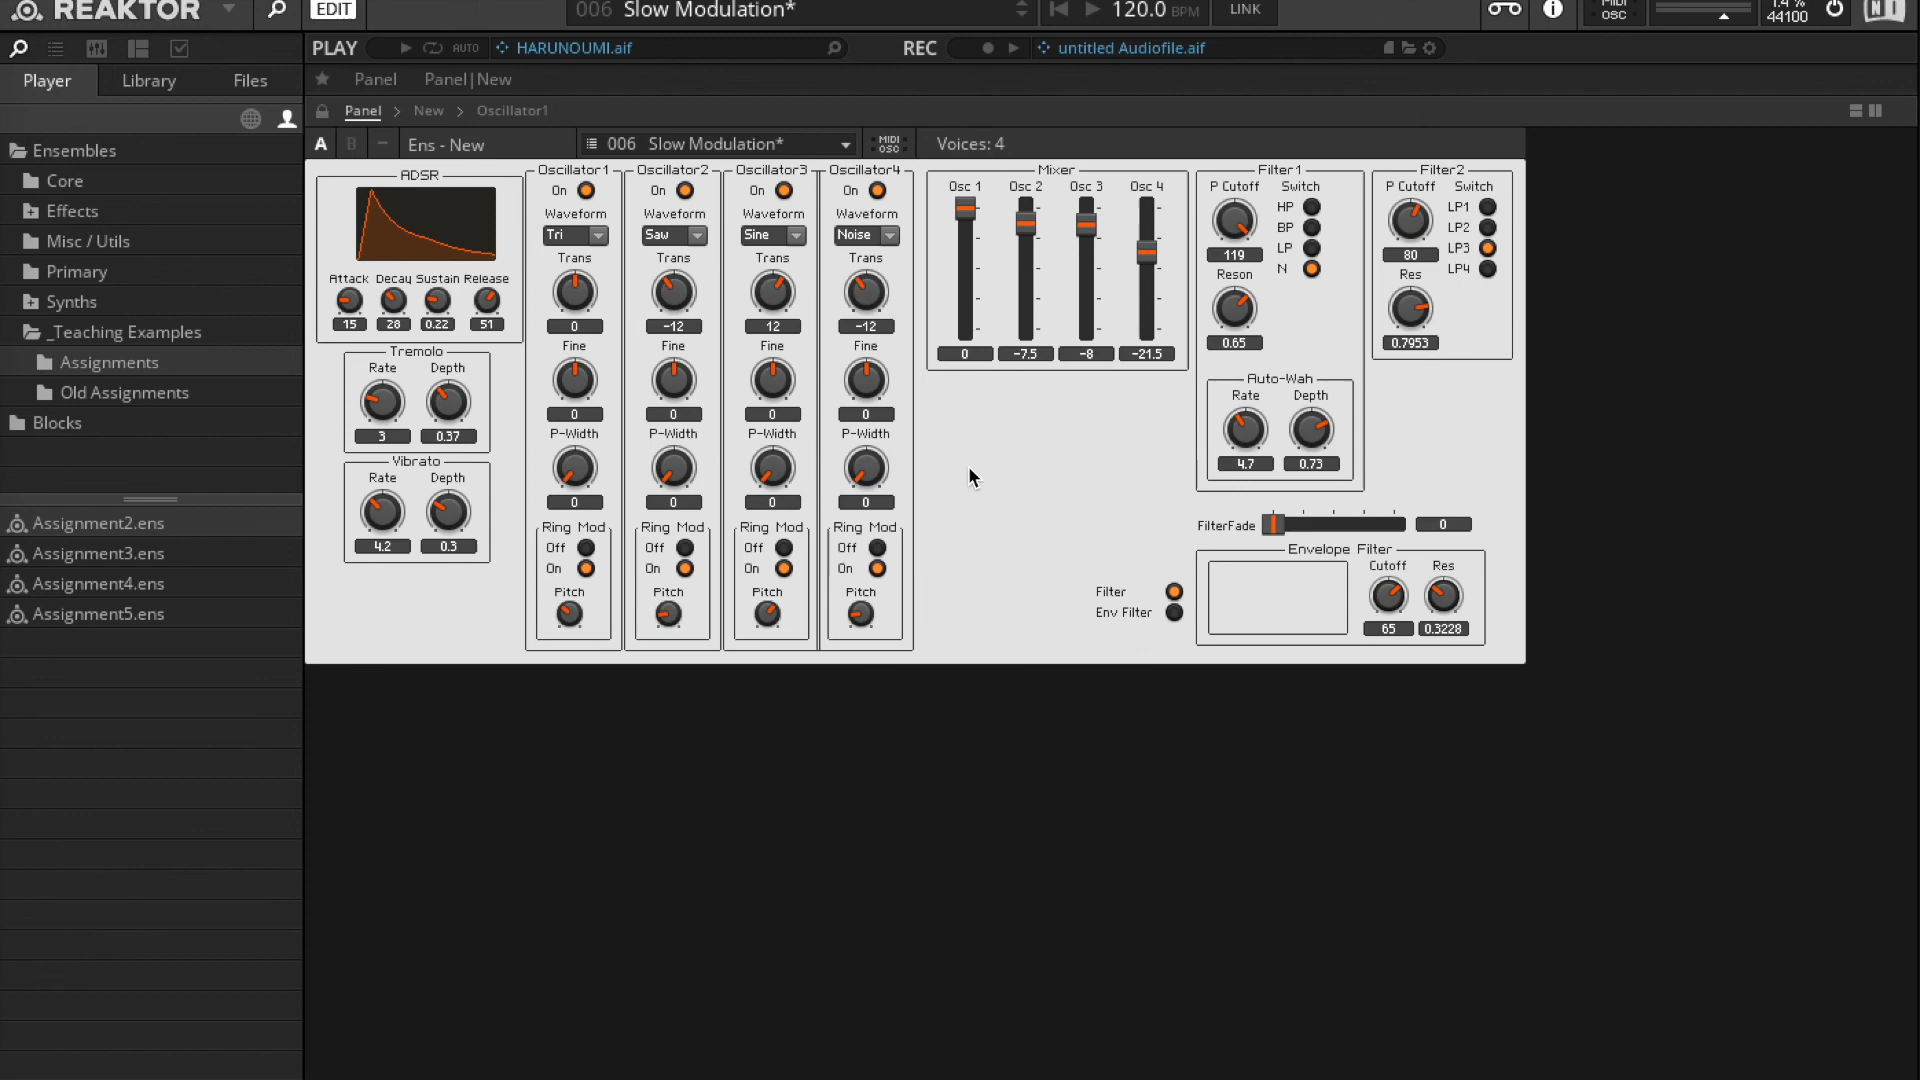 REAKTOR EDIT 006 Slow Modulation* 120.0 BPM LINK MIDI OSC 1.4 % 44100
PLAY AUTO HARUNOUMI.aif REC untitled Audiofile.aif
Player Library Files
Panel Panel|New
Panel > New > Oscillator1
A B Ens - New 006 Slow Modulation* MIDI OSC Voices: 4
Ensembles
Core
Effects
Misc / Utils
Primary
Synths
_Teaching Examples
Assignments
Old Assignments
Blocks
Assignment2.ens
Assignment3.ens
Assignment4.ens
Assignment5.ens
ADSR
Attack Decay Sustain Release
15 28 0.22 51
Tremolo
Rate Depth
3 0.37
Vibrato
Rate Depth
4.2 0.3
Oscillator1
On
Waveform
Tri
Trans
0
Fine
0
P-Width
0
Ring Mod
Off
On
Pitch
Oscillator2
On
Waveform
Saw
Trans
-12
Fine
0
P-Width
0
Ring Mod
Off
On
Pitch
Oscillator3
On
Waveform
Sine
Trans
12
Fine
0
P-Width
0
Ring Mod
Off
On
Pitch
Oscillator4
On
Waveform
Noise
Trans
-12
Fine
0
P-Width
0
Ring Mod
Off
On
Pitch
Mixer
Osc 1 Osc 2 Osc 3 Osc 4
0 -7.5 -8 -21.5
Filter1
P Cutoff Switch
HP
BP
119 LP
Reson N
0.65
Auto-Wah
Rate Depth
4.7 0.73
Filter2
P Cutoff Switch
LP1
LP2
80 LP3
Res LP4
0.7953
FilterFade 0
Filter
Env Filter
Envelope Filter
Cutoff Res
65 0.3228